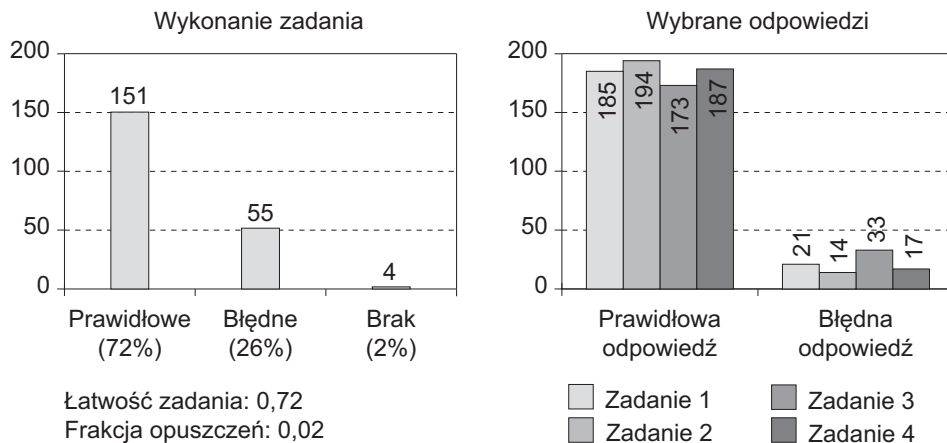 Wykonanie zadania
200
150
100
50
0
151
55
4
Prawidłowe
(72%)
Błędne
(26%)
Brak
(2%)
Łatwość zadania: 0,72
Frakcja opuszczeń: 0,02
Wybrane odpowiedzi
200
150
100
50
0
185
194
173
187
21
14
33
17
Prawidłowa
odpowiedź
Błędna
odpowiedź
Zadanie 1
Zadanie 2
Zadanie 3
Zadanie 4